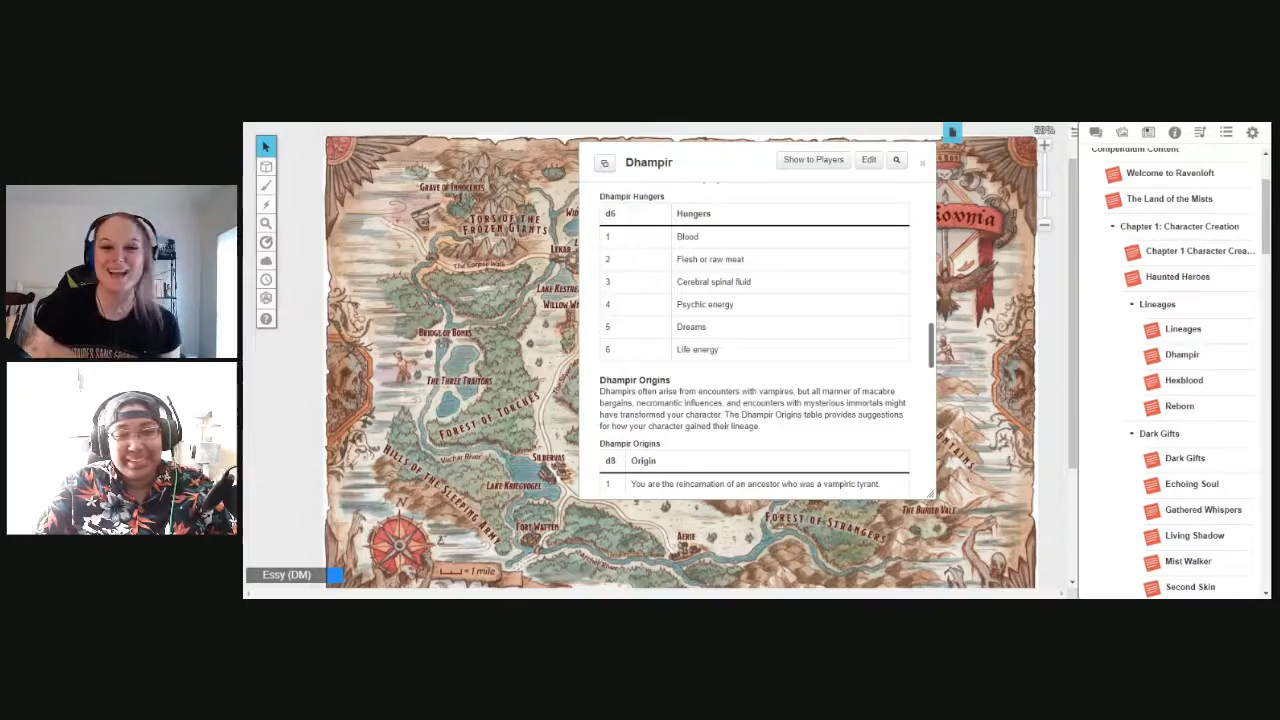 Dhampir
Show to Players
Edit
Dhampir Hungers
d6 Hungers
1 Blood
2 Flesh or raw meat
3 Cerebral spinal fluid
4 Psychic energy
5 Dreams
6 Life energy
Dhampir Origins
Dhampirs often arise from encounters with vampires, but all manner of macabre
bargains, necromantic influences, and encounters with mysterious immortals might
have transformed your character. The Dhampir Origins table provides suggestions
for how your character gained their lineage.
Dhampir Origins
d8 Origin
1 You are the reincarnation of an ancestor who was a vampiric tyrant.
GRAVE OF INNOCENTS
TORS OF THE
FROZEN GIANTS
LEKAR
The Corpse Walk
BRIDGE OF BONES
THE THREE TRAITORS
FOREST OF TORCHES
HILLS OF THE SLEEPING ARMY
SILBERVAS
LAKE KRIEGVOGEL
FORT WATTEN
= 1 mile
AERIE
FOREST OF STRANGERS
THE BURIED VALE
Essy (DM)
Compendium Content
Welcome to Ravenloft
The Land of the Mists
Chapter 1: Character Creation
Chapter 1 Character Crea...
Haunted Heroes
Lineages
Lineages
Dhampir
Hexblood
Reborn
Dark Gifts
Dark Gifts
Echoing Soul
Gathered Whispers
Living Shadow
Mist Walker
Second Skin